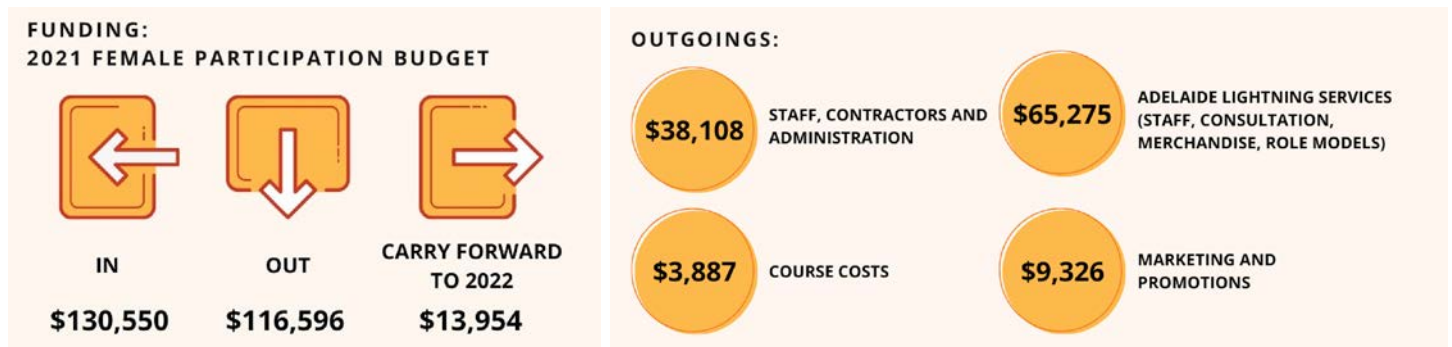 FUNDING:
2021 FEMALE PARTICIPATION BUDGET
IN
$130,550
OUT
$116,596
CARRY FORWARD
TO 2022
$13,954
OUTGOINGS:
$38,108
STAFF, CONTRACTORS AND
ADMINISTRATION
$65,275
ADELAIDE LIGHTNING SERVICES
(STAFF, CONSULTATION,
MERCHANDISE, ROLE MODELS)
$3,887
COURSE COSTS
$9,326
MARKETING AND
PROMOTIONS